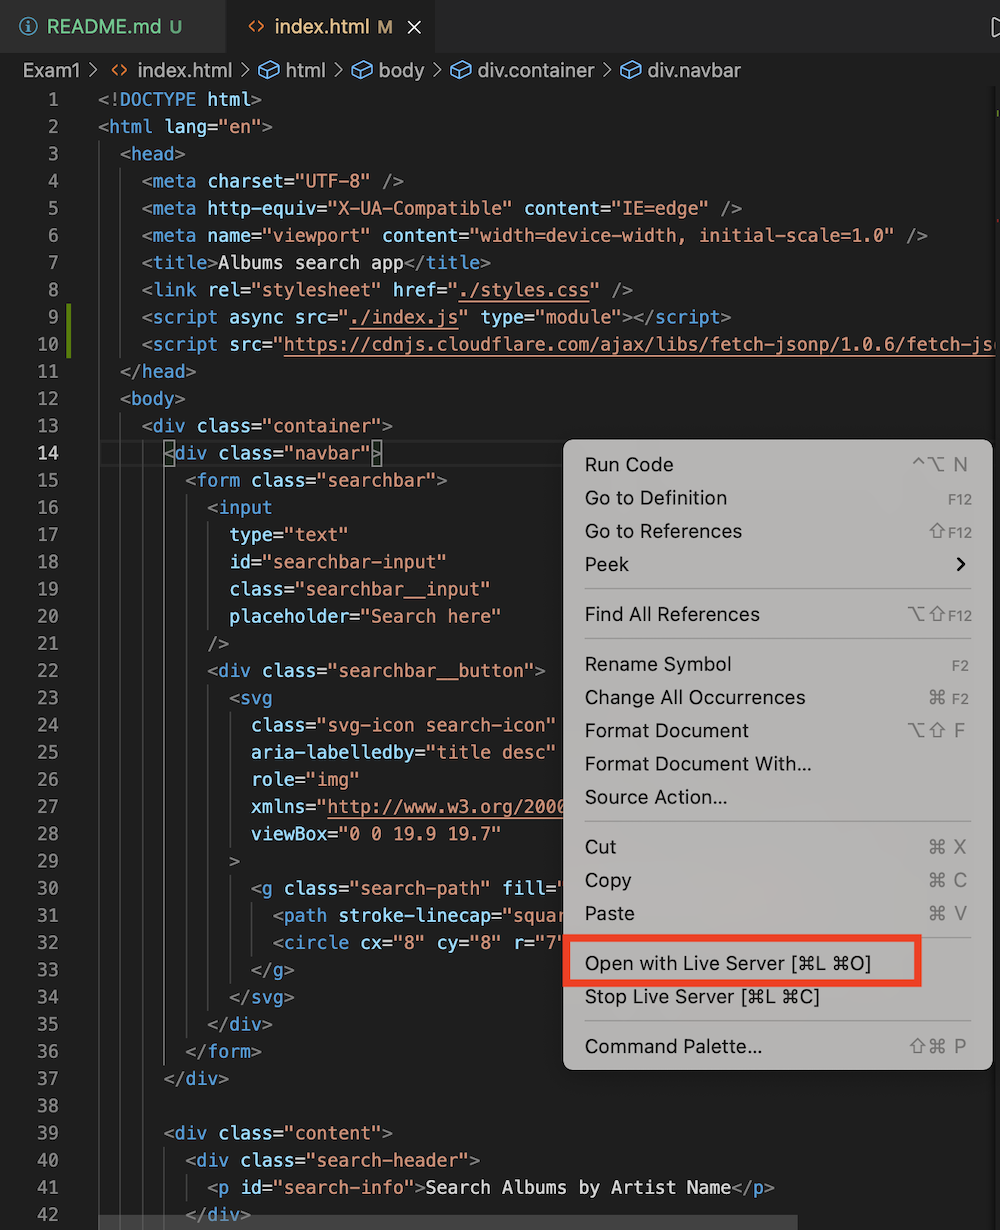 README.md U
index.html M
Exam1 > index.html > html > body > div.container > div.navbar
1 <!DOCTYPE html>
2 <html lang="en">
3 <head>
4 <meta charset="UTF-8" />
5 <meta http-equiv="X-UA-Compatible" content="IE=edge" />
6 <meta name="viewport" content="width=device-width, initial-scale=1.0" />
7 <title>Albums search app</title>
8 <link rel="stylesheet" href="./styles.css" />
9 <script async src="./index.js" type="module"></script>
10 <script src="https://cdnjs.cloudflare.com/ajax/libs/fetch-jsonp/1.0.6/fetch-js
11 </head>
12 <body>
13 <div class="container">
14 <div class="navbar">
15 <form class="searchbar">
16 <input
17 type="text"
18 id="searchbar-input"
19 class="searchbar__input"
20 placeholder="Search here"
21 />
22 <div class="searchbar__button">
23 <svg
24 class="svg-icon search-icon"
25 aria-labelledby="title desc"
26 role="img"
27 xmlns="http://www.w3.org/2000
28 viewBox="0 0 19.9 19.7"
29 >
30 <g class="search-path" fill="
31 <path stroke-linecap="squar
32 <circle cx="8" cy="8" r="7"
33 </g>
34 </svg>
35 </div>
36 </form>
37 </div>
38
39 <div class="content">
40 <div class="search-header">
41 <p id="search-info">Search Albums by Artist Name</p>
42 </div>
Run Code ^⌥ N
Go to Definition F12
Go to References ⇧F12
Peek >
Find All References ⌥⇧F12
Rename Symbol F2
Change All Occurrences ⌘ F2
Format Document ⌥⇧ F
Format Document With...
Source Action...
Cut ⌘ X
Copy ⌘ C
Paste ⌘ V
Open with Live Server [⌘L ⌘O]
Stop Live Server [⌘L ⌘C]
Command Palette... ⇧⌘ P